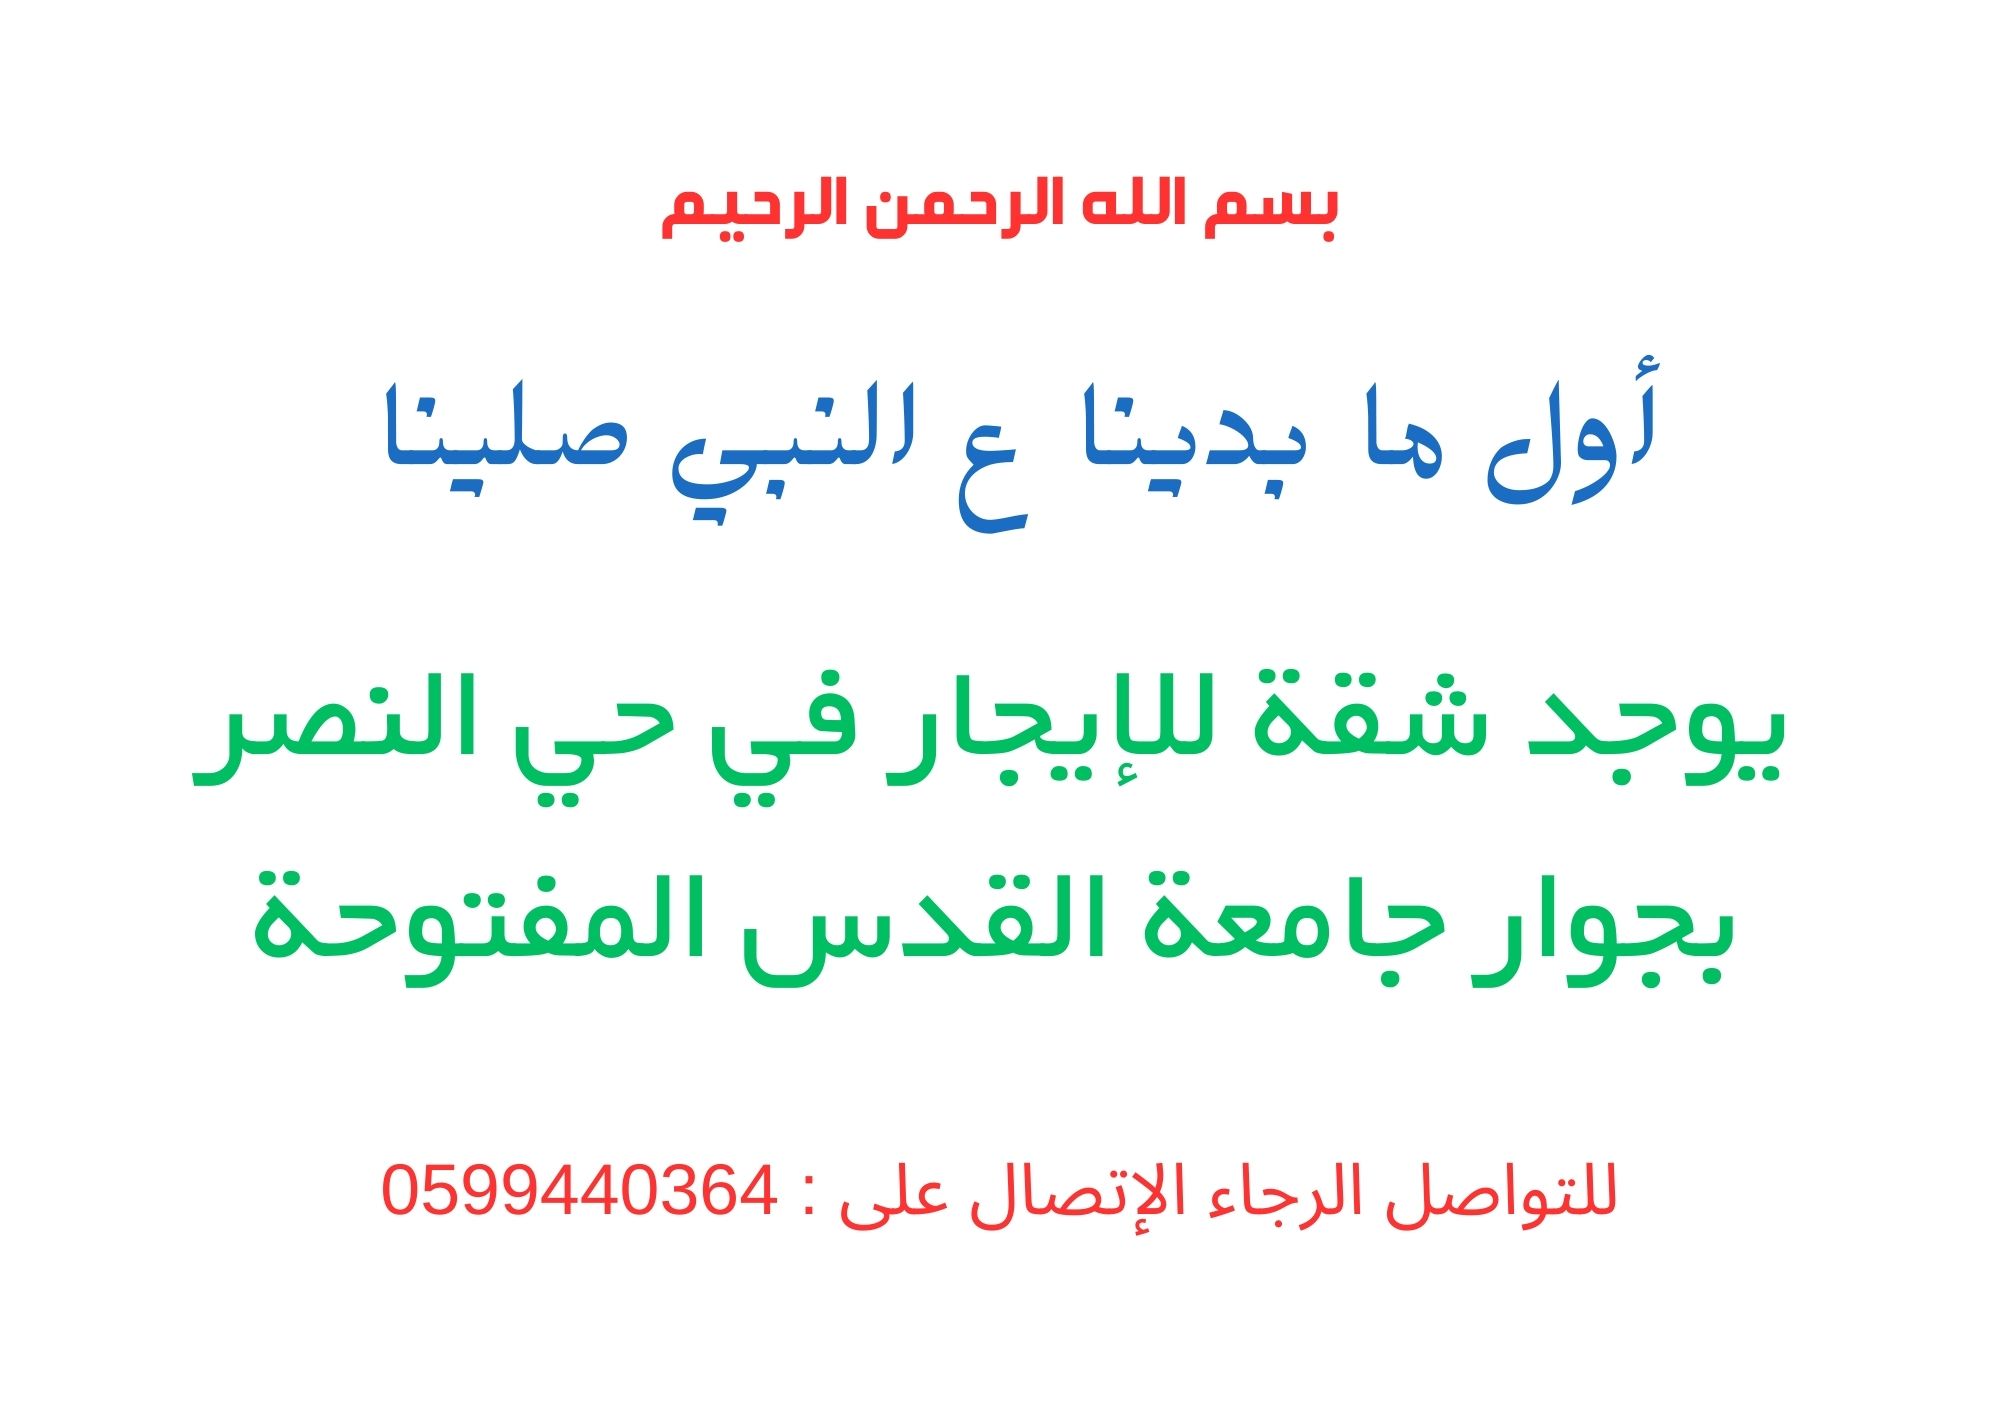 بسم الله الرحمن الرحيم
أول ما بدينا ع النبي صلينا
يوجد شقة للإيجار في حي النصر
بجوار جامعة القدس المفتوحة
للتواصل الرجاء الإتصال على : 0599440364